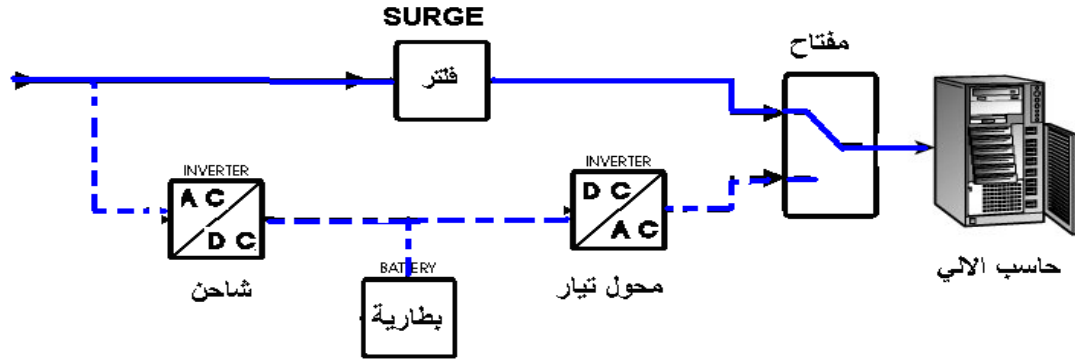 SURGE
فلتر
مفتاح
INVERTER
A C
D C
شاحن
BATTERY
بطارية
INVERTER
D C
A C
محول تيار
حاسب الالي